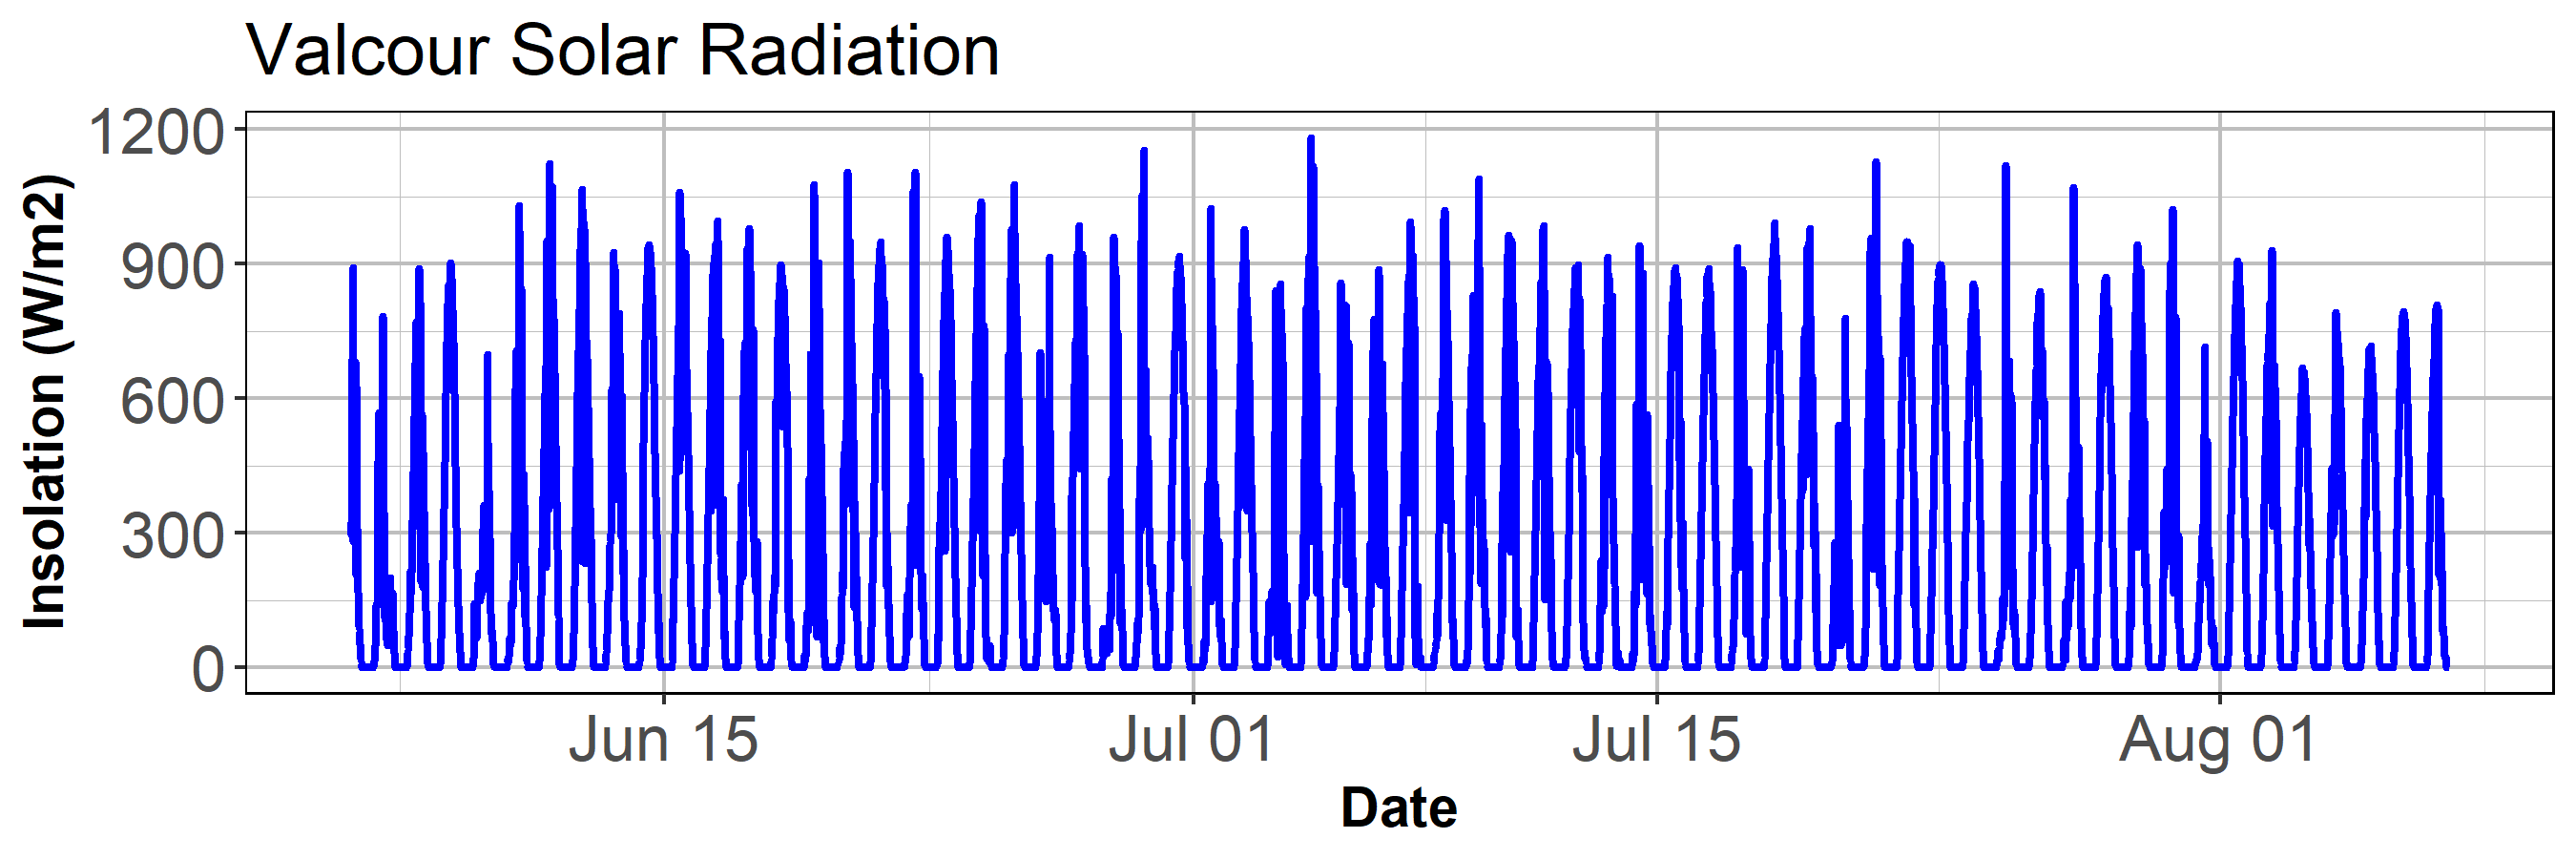 Valcour Solar Radiation
Insolation (W/m2)
1200
900
600
300
0
Jun 15 Jul 01 Jul 15 Aug 01
Date